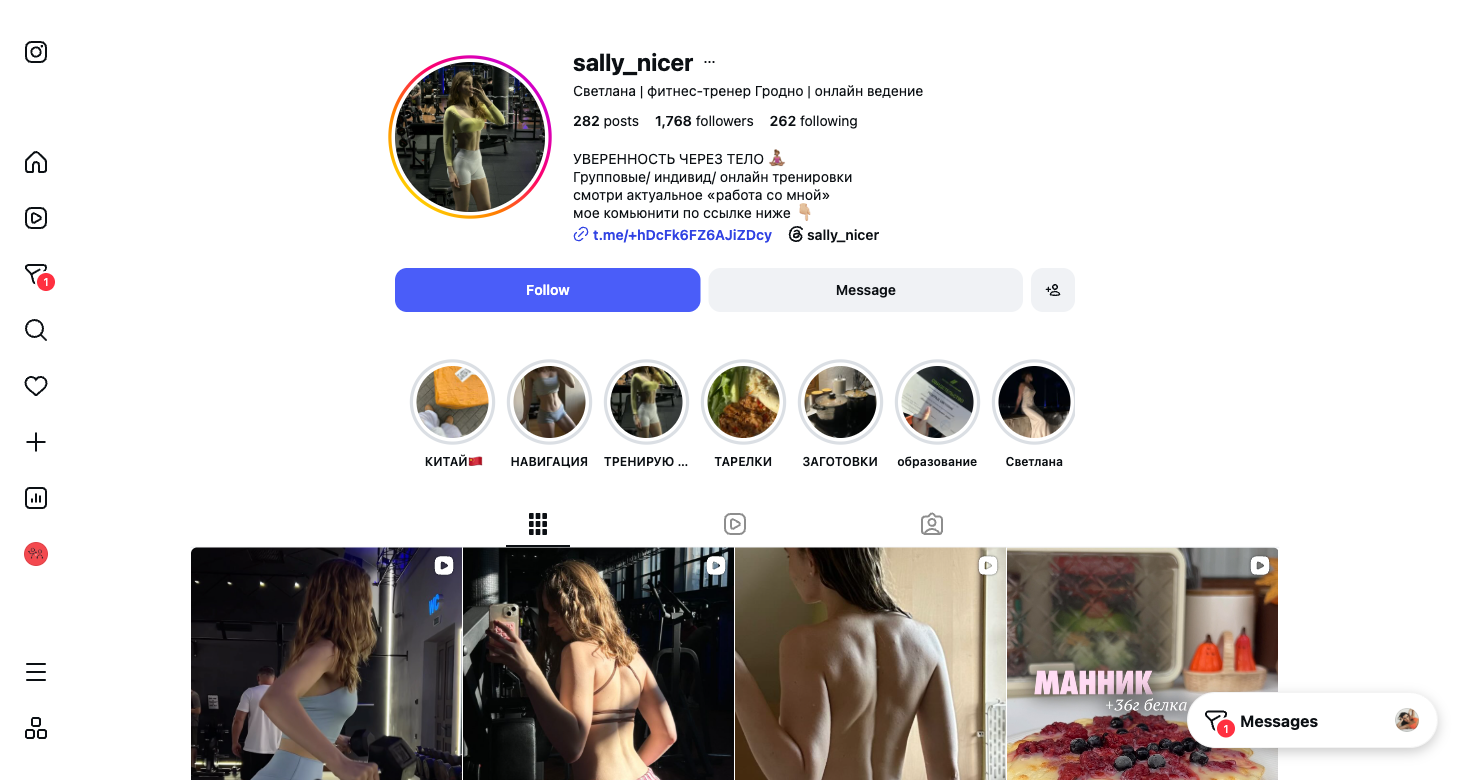 sally_nicer ...
Светлана | фитнес-тренер Гродно | онлайн ведение
282 posts 1,768 followers 262 following
УВЕРЕННОСТЬ ЧЕРЕЗ ТЕЛО 🧘🏽‍♀️
Групповые/ индивид/ онлайн тренировки
смотри актуальное «работа со мной»
мое комьюнити по ссылке ниже 👇🏼
t.me/+hDcFk6FZ6AJiZDcy sally_nicer
Follow Message
КИТАЙ🇨🇳 НАВИГАЦИЯ ТРЕНИРУЮ ... ТАРЕЛКИ ЗАГОТОВКИ образование Светлана
МАННИК
+36г белка
1
1 Messages